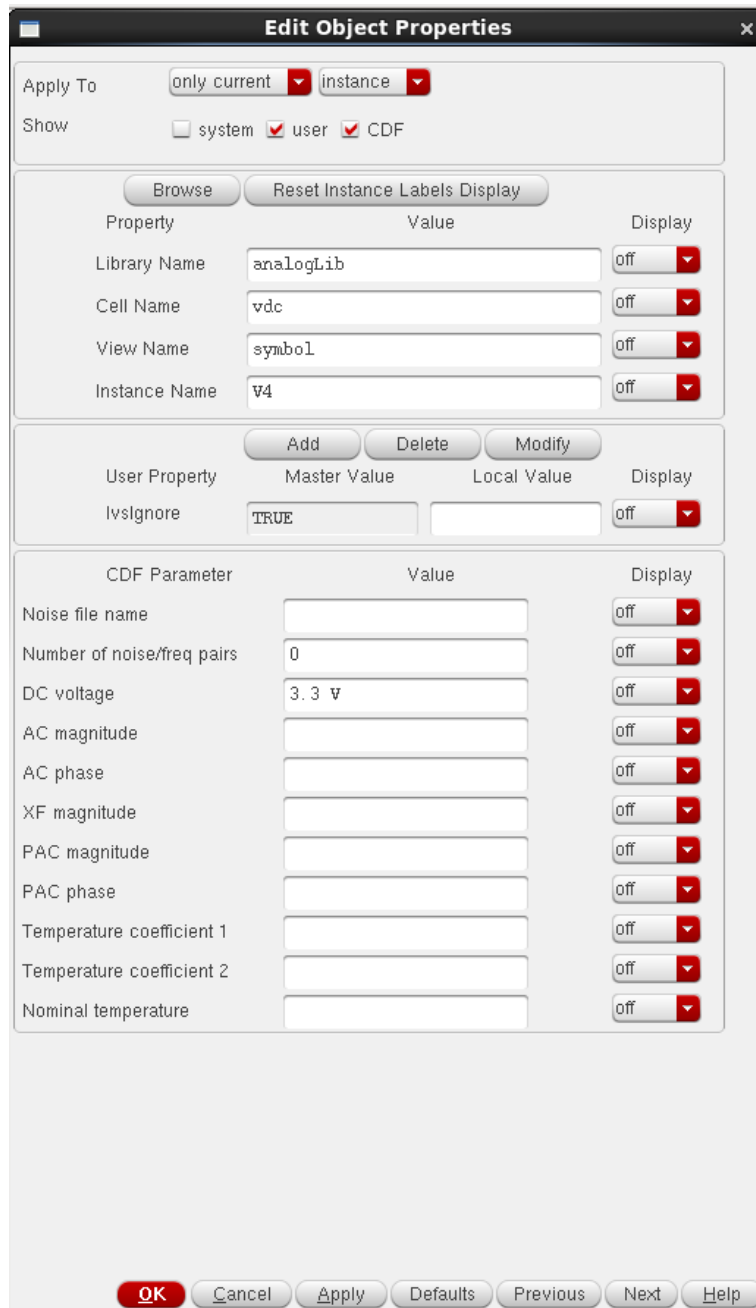 Edit Object Properties
Apply To only current instance
Show system user CDF
Browse Reset Instance Labels Display
Property Value Display
Library Name analogLib off
Cell Name vdc off
View Name symbol off
Instance Name V4 off
Add Delete Modify
User Property Master Value Local Value Display
lvsIgnore TRUE off
CDF Parameter Value Display
Noise file name off
Number of noise/freq pairs 0 off
DC voltage 3.3 V off
AC magnitude off
AC phase off
XF magnitude off
PAC magnitude off
PAC phase off
Temperature coefficient 1 off
Temperature coefficient 2 off
Nominal temperature off
OK Cancel Apply Defaults Previous Next Help